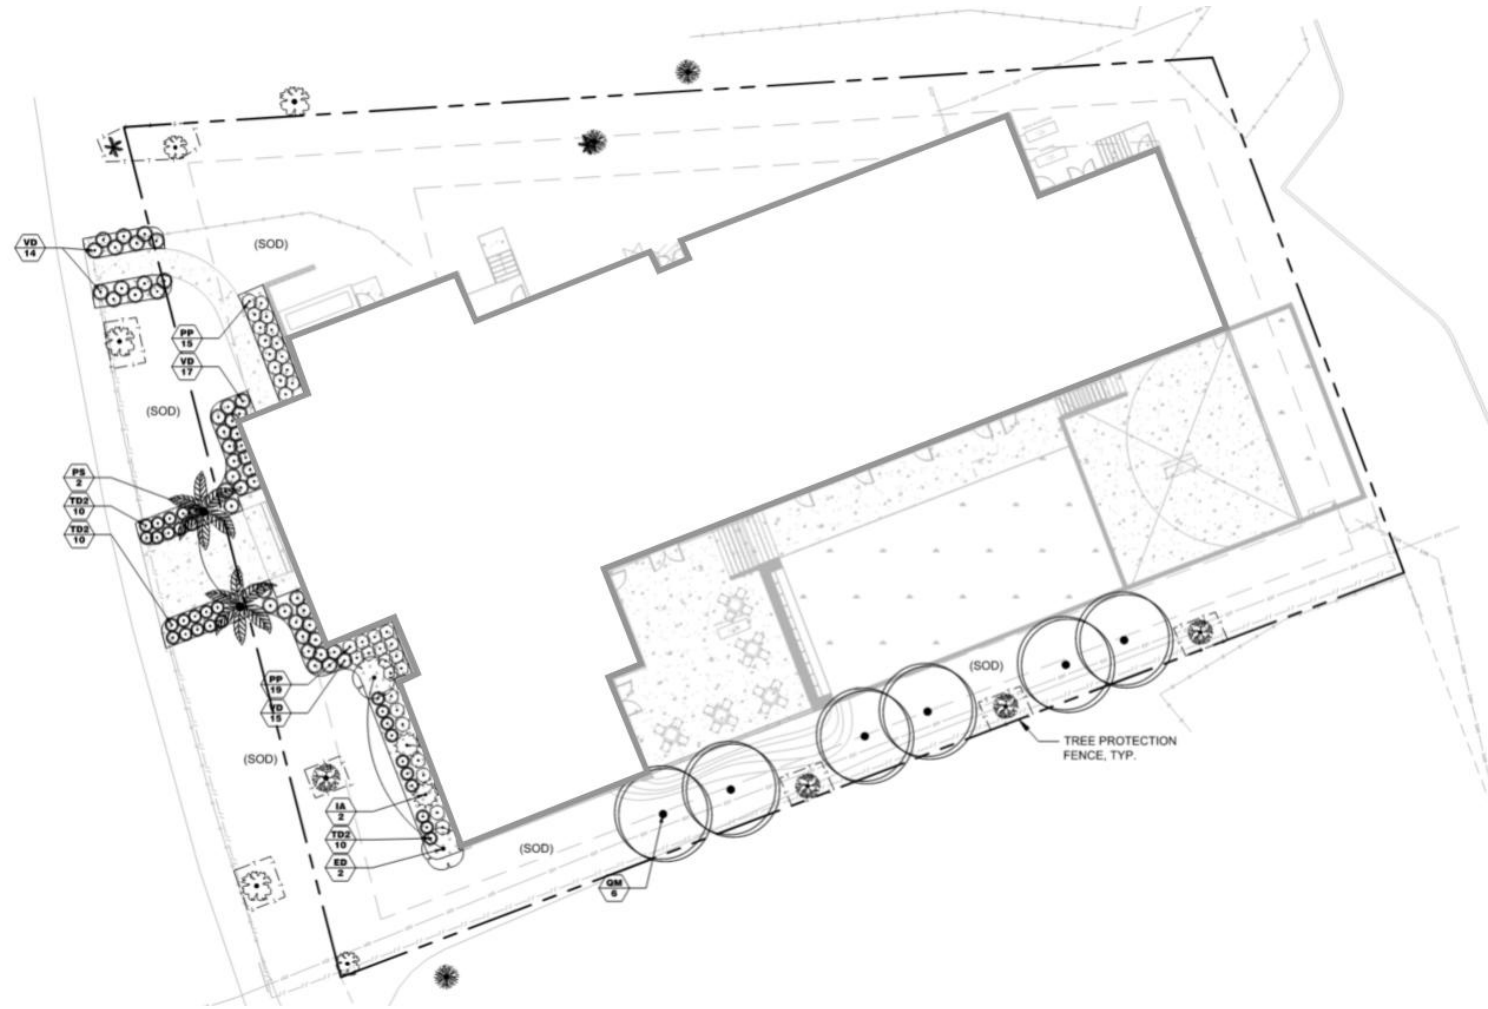 (SOD)
VD
14
PP
15
VD
17
(SOD)
PS
2
TD2
10
TD2
10
PP
19
VD
15
(SOD)
(SOD)
TREE PROTECTION
FENCE, TYP.
IA
2
TD2
10
ED
2
(SOD)
QM
6